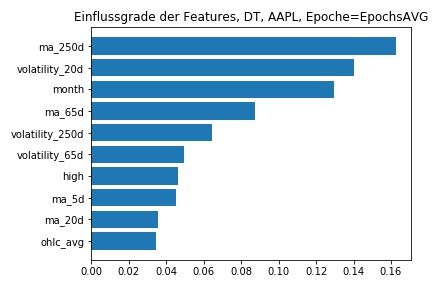 Einflussgrade der Features, DT, AAPL, Epoche=EpochsAVG
ma_250d
volatility_20d
month
ma_65d
volatility_250d
volatility_65d
high
ma_5d
ma_20d
ohlc_avg
0.00 0.02 0.04 0.06 0.08 0.10 0.12 0.14 0.16